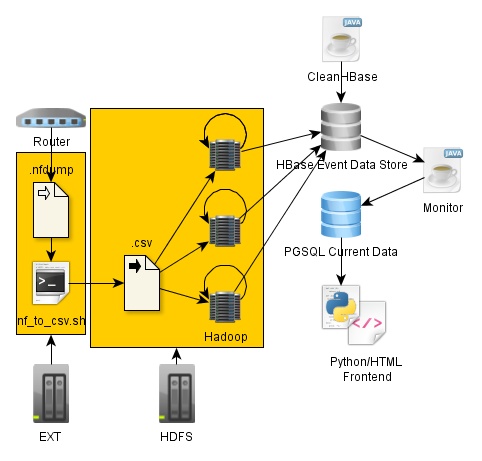 JAVA
CleanHBase
Router
.nfdump
HBase Event Data Store
JAVA
Monitor
.csv
PGSQL Current Data
nf_to_csv.sh
Hadoop
Python/HTML
Frontend
EXT
HDFS